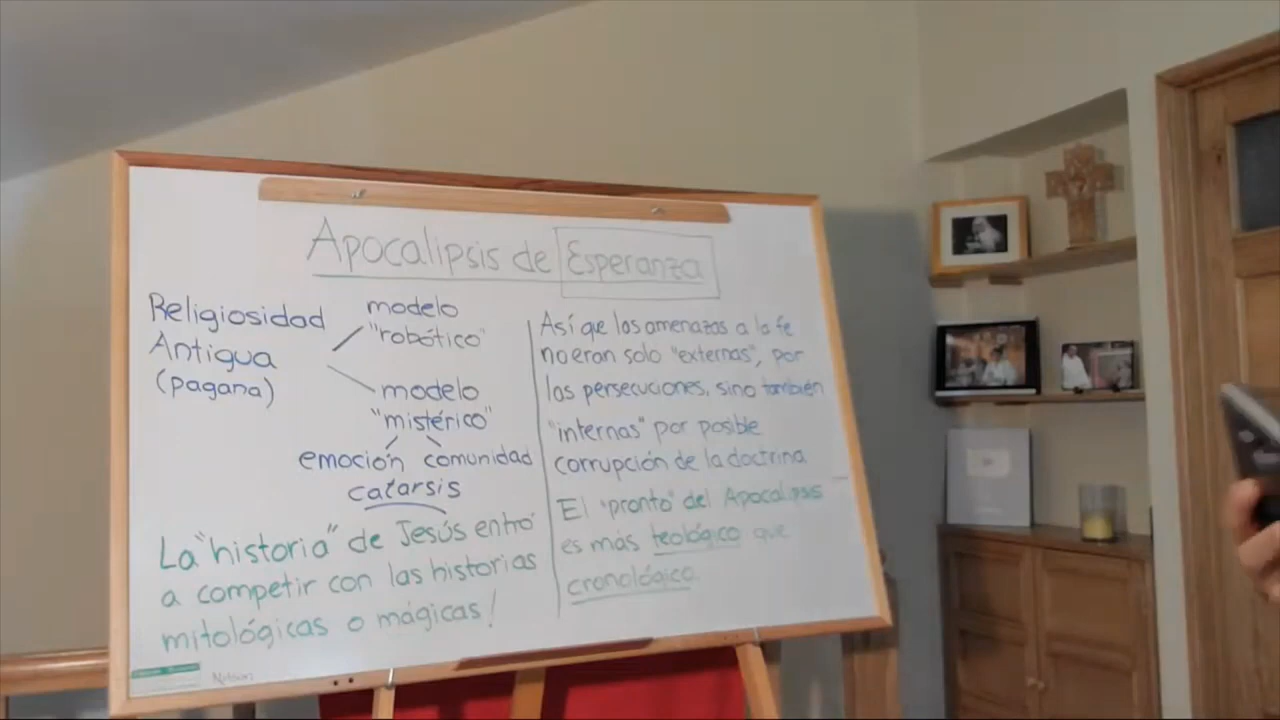 Apocalipsis de Esperanza
Religiosidad
Antigua
(pagana)
modelo
"robótico"
modelo
"mistérico"
emoción comunidad
catarsis
La "historia" de Jesús entró
a competir con las historias
mitológicas o mágicas!
Así que las amenazas a la fe
no eran solo "externas", por
las persecuciones, sino también
"internas" por posible
corrupción de la doctrina
El "pronto" del Apocalipsis
es más teológico que
cronológico.
Nelson